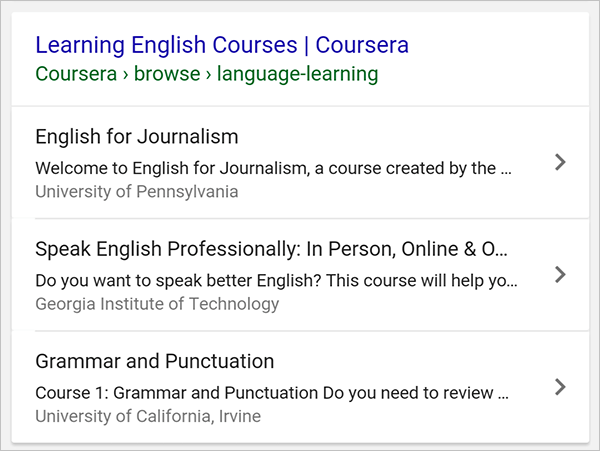 Learning English Courses | Coursera
Coursera › browse › language-learning
English for Journalism
Welcome to English for Journalism, a course created by the ...
University of Pennsylvania
Speak English Professionally: In Person, Online & O...
Do you want to speak better English? This course will help yo...
Georgia Institute of Technology
Grammar and Punctuation
Course 1: Grammar and Punctuation Do you need to review ...
University of California, Irvine